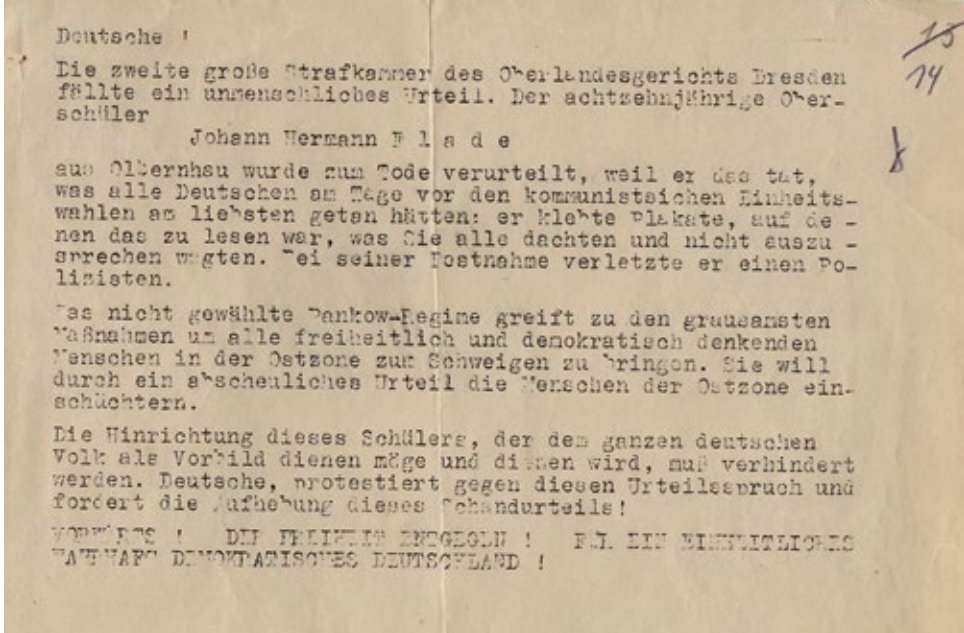 Deutsche !
Die zweite große Strafkammer des Oberlandesgerichts Dresden
fällte ein unmenschliches Urteil. Der achtzehnjährige Ober-
schüler
Johann Hermann F l a d e
aus Olbernhau wurde zum Tode verurteilt, weil er das tat,
was alle Deutschen am Tage vor den kommunistsichen Einheits-
wahlen am liebsten getan hätten: er klebte Plakate, auf de -
nen das zu lesen war, was Sie alle dachten und nicht auszu -
sprechen wagten. Bei seiner Festnahme verletzte er einen Po-
lizisten.
Das nicht gewählte Pankow-Regime greift zu den grausamsten
Maßnahmen um alle freiheitlich und demokratisch denkenden
Menschen in der Ostzone zum Schweigen zu bringen. Sie will
durch ein abscheuliches Urteil die Menschen der Ostzone ein-
schüchtern.
Die Hinrichtung dieses Schülers, der dem ganzen deutschen
Volk als Vorbild dienen möge und dienen wird, muß verhindert
werden. Deutsche, protestiert gegen diesen Urteilsspruch und
fordert die Aufhebung dieses Schandurteils!
VORWÄRTS ! DER FREIHEIT ENTGEGEN ! FÜR EIN EINHEITLICHES
WAHRHAFT DEMOKRATISCHES DEUTSCHLAND !
15
14